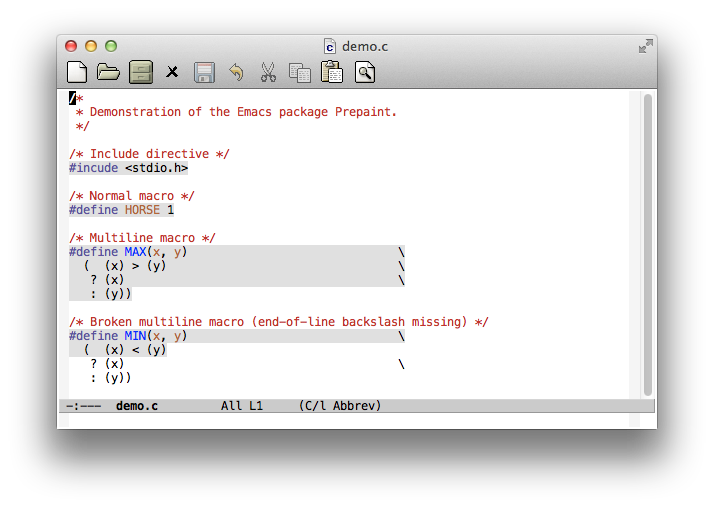 demo.c
/*
 * Demonstration of the Emacs package Prepaint.
 */
/* Include directive */
#incude <stdio.h>
/* Normal macro */
#define HORSE 1
/* Multiline macro */
#define MAX(x, y)                              \
  (  (x) > (y)                                 \
   ? (x)                                       \
   : (y))
/* Broken multiline macro (end-of-line backslash missing) */
#define MIN(x, y)                              \
  (  (x) < (y)
   ? (x)                                       \
   : (y))
-:---  demo.c         All L1     (C/l Abbrev)